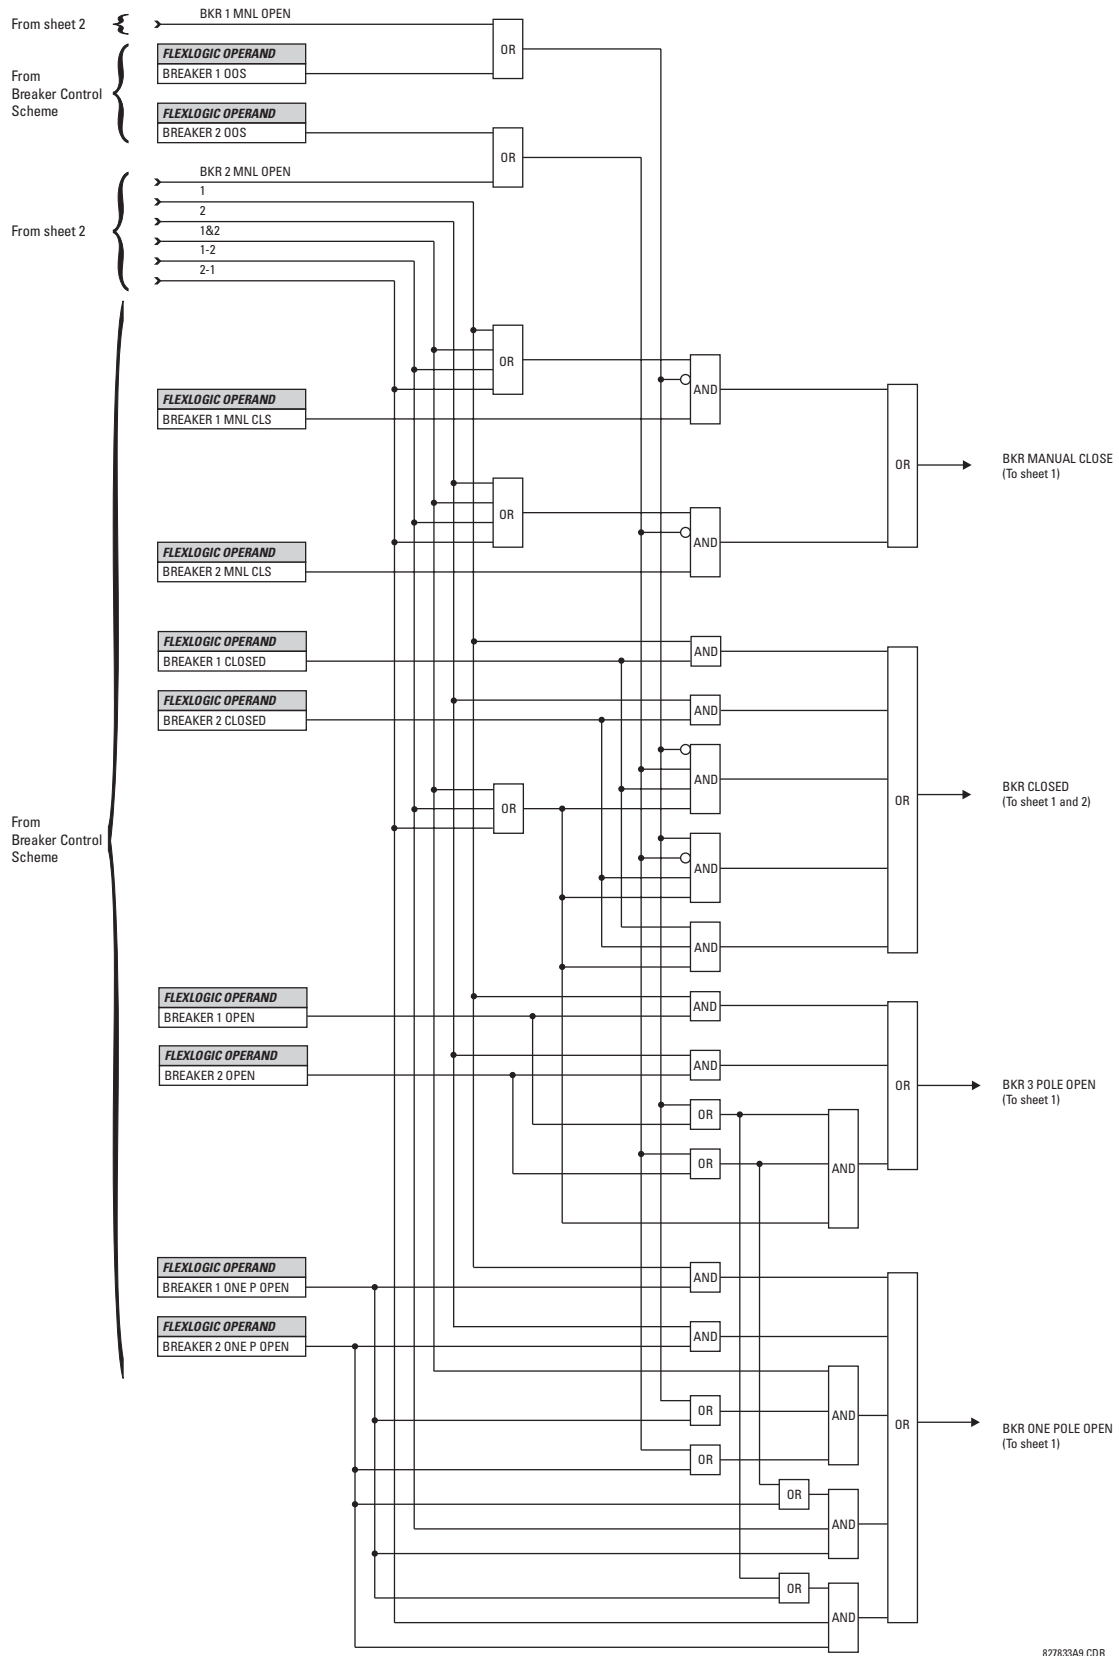 BKR 1 MNL OPEN
From sheet 2
OR
FLEXLOGIC OPERAND
BREAKER 1 OOS
From
Breaker Control
Scheme
FLEXLOGIC OPERAND
BREAKER 2 OOS
OR
BKR 2 MNL OPEN
1
2
From sheet 2
1&2
1-2
2-1
OR
AND
FLEXLOGIC OPERAND
BREAKER 1 MNL CLS
OR
BKR MANUAL CLOSE
(To sheet 1)
OR
AND
FLEXLOGIC OPERAND
BREAKER 2 MNL CLS
FLEXLOGIC OPERAND
BREAKER 1 CLOSED
AND
FLEXLOGIC OPERAND
BREAKER 2 CLOSED
AND
AND
OR
OR
BKR CLOSED
(To sheet 1 and 2)
From
Breaker Control
Scheme
AND
AND
FLEXLOGIC OPERAND
BREAKER 1 OPEN
AND
FLEXLOGIC OPERAND
BREAKER 2 OPEN
AND
OR
BKR 3 POLE OPEN
(To sheet 1)
OR
OR
AND
FLEXLOGIC OPERAND
BREAKER 1 ONE P OPEN
AND
FLEXLOGIC OPERAND
BREAKER 2 ONE P OPEN
AND
OR
AND
OR
BKR ONE POLE OPEN
(To sheet 1)
OR
OR
AND
OR
AND
827833A9.CDR